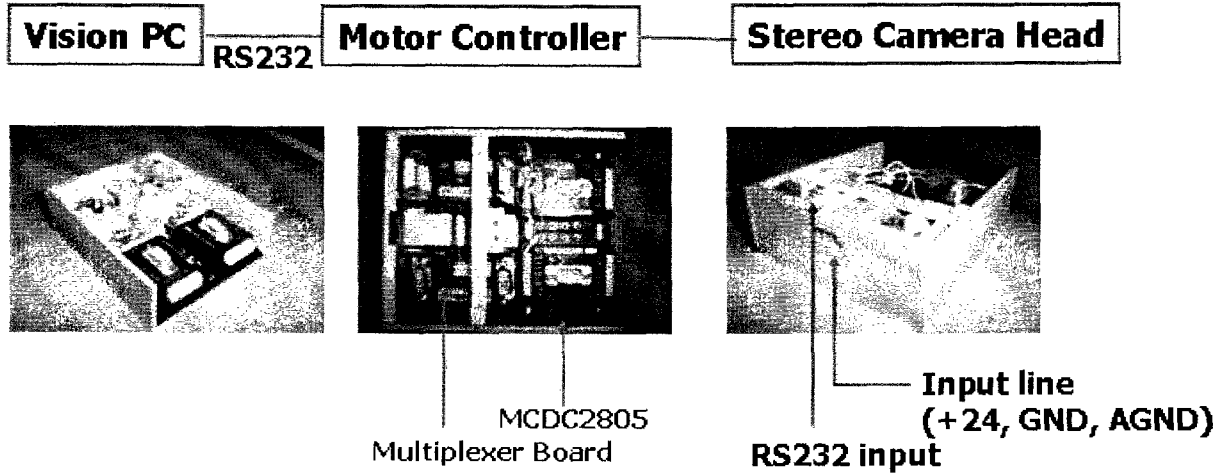 Vision PC
RS232
Motor Controller
Stereo Camera Head
MCDC2805
Multiplexer Board
Input line
(+24, GND, AGND)
RS232 input